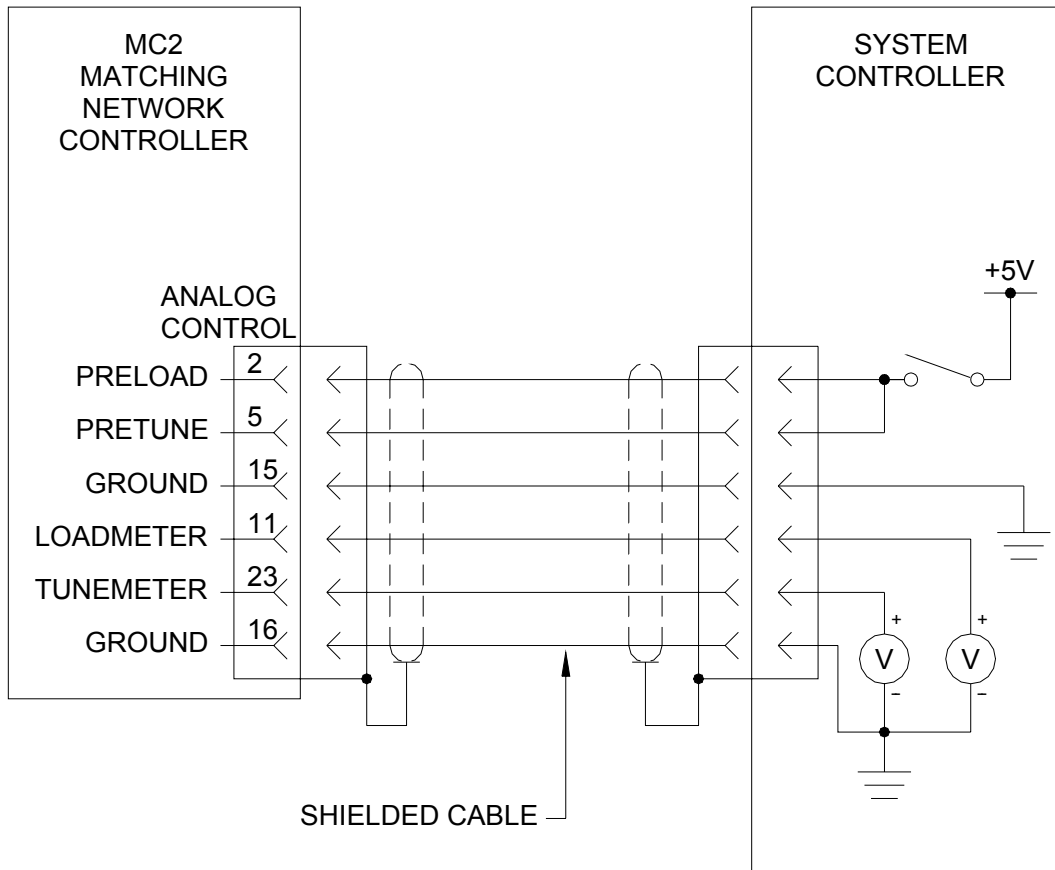 MC2
MATCHING
NETWORK
CONTROLLER
SYSTEM
CONTROLLER
+5V
ANALOG
CONTROL
PRELOAD 2
PRETUNE 5
GROUND 15
LOADMETER 11
TUNEMETER 23
GROUND 16
+ +
V V
− −
SHIELDED CABLE